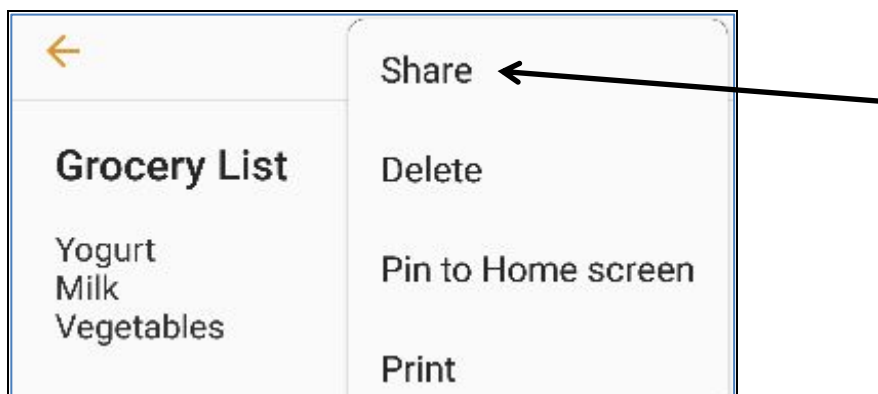 Share
Grocery List
Delete
Yogurt
Milk
Vegetables
Pin to Home screen
Print